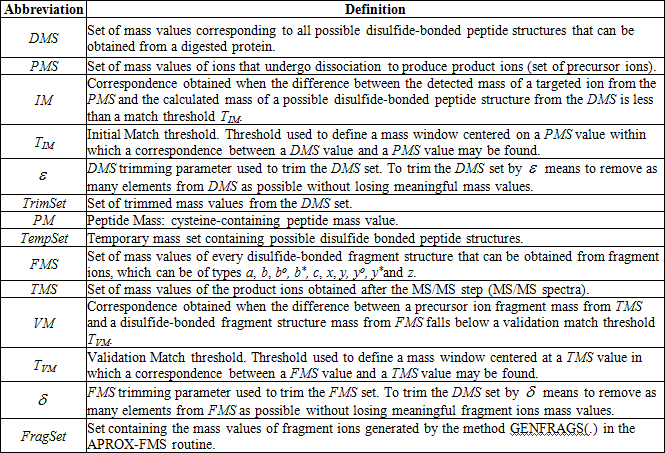 Abbreviation Definition
DMS Set of mass values corresponding to all possible disulfide-bonded peptide structures that can be
obtained from a digested protein.
PMS Set of mass values of ions that undergo dissociation to produce product ions (set of precursor ions).
IM Correspondence obtained when the difference between the detected mass of a targeted ion from the
PMS and the calculated mass of a possible disulfide-bonded peptide structure from the DMS is less
than a match threshold TIM.
TIM Initial Match threshold. Threshold used to define a mass window centered on a PMS value within
which a correspondence between a DMS value and a PMS value may be found.
ε DMS trimming parameter used to trim the DMS set. To trim the DMS set by ε means to remove as
many elements from DMS as possible without losing meaningful mass values.
TrimSet Set of trimmed mass values from the DMS set.
PM Peptide Mass: cysteine-containing peptide mass value.
TempSet Temporary mass set containing possible disulfide bonded peptide structures.
FMS Set of mass values of every disulfide-bonded fragment structure that can be obtained from fragment
ions, which can be of types a, b, bº, b*, c, x, y, yº, y*and z.
TMS Set of mass values of the product ions obtained after the MS/MS step (MS/MS spectra).
VM Correspondence obtained when the difference between a precursor ion fragment mass from TMS
and a disulfide-bonded fragment structure mass from FMS falls below a validation match threshold
TVM.
TVM Validation Match threshold. Threshold used to define a mass window centered at a TMS value in
which a correspondence between a FMS value and a TMS value may be found.
δ FMS trimming parameter used to trim the FMS set. To trim the DMS set by δ means to remove as
many elements from FMS as possible without losing meaningful fragment ions mass values.
FragSet Set containing the mass values of fragment ions generated by the method GENFRAGS(.) in the
APROX-FMS routine.